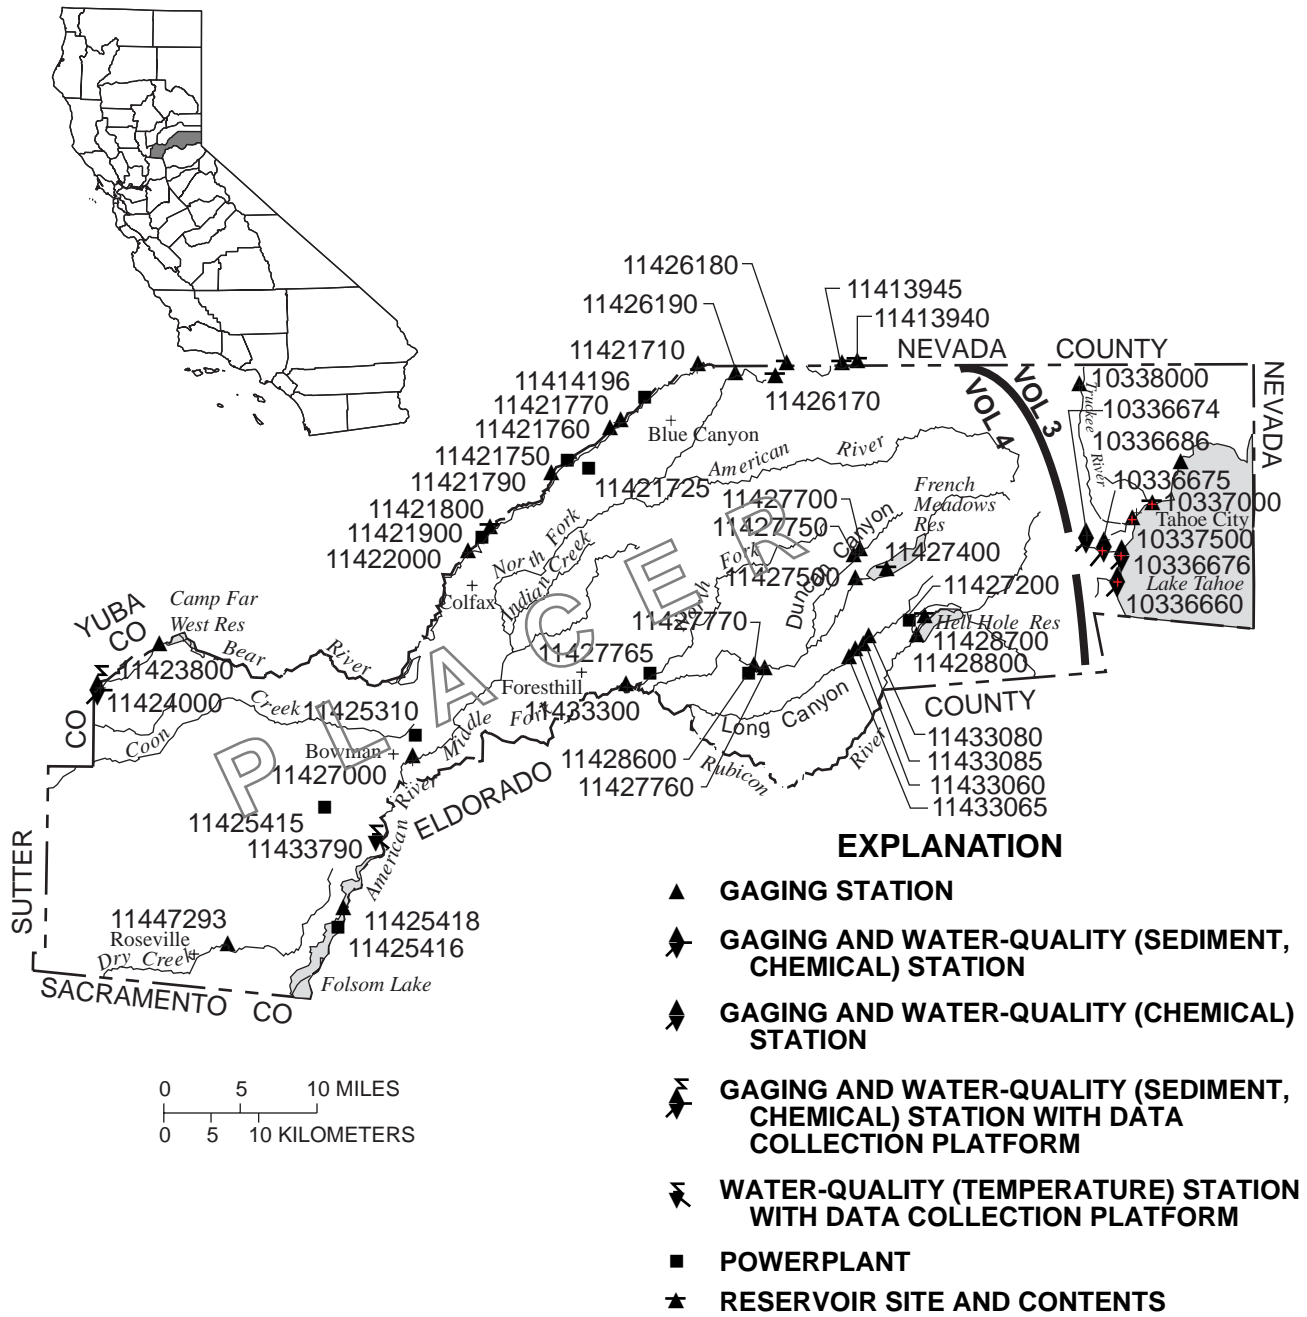 11426180
11426190
11413945
11413940
11421710
NEVADA COUNTY
11414196
11421770
11421760
11421750
11421790
11421800
11421900
11422000
11426170
Blue Canyon
11421725
American River
VOL 4
VOL 3
10338000
10336674
10336686
10336675
10337000
Tahoe City
10337500
10336676
Lake Tahoe
10336660
Truckee River
NEVADA
French
Meadows
Res
11427700
11427750
11427500
11427400
11427200
Duncan Canyon
North Fork
Indian Creek
North Fork
Colfax
PLACER
YUBA
CO
Camp Far
West Res
Bear River
11423800
11424000
CO
Coon Creek
11425310
11427770
11427765
Foresthill
11433300
Middle Fork
Hell Hole Res
11428700
11428800
COUNTY
Long Canyon
Rubicon River
11428600
11427760
11433080
11433085
11433060
11433065
Bowman
11427000
11425415
11433790
American River
ELDORADO
SUTTER
11447293
Roseville
Dry Creek
11425418
11425416
Folsom Lake
SACRAMENTO CO
0 5 10 MILES
0 5 10 KILOMETERS
EXPLANATION
GAGING STATION
GAGING AND WATER-QUALITY (SEDIMENT,
CHEMICAL) STATION
GAGING AND WATER-QUALITY (CHEMICAL)
STATION
GAGING AND WATER-QUALITY (SEDIMENT,
CHEMICAL) STATION WITH DATA
COLLECTION PLATFORM
WATER-QUALITY (TEMPERATURE) STATION
WITH DATA COLLECTION PLATFORM
POWERPLANT
RESERVOIR SITE AND CONTENTS